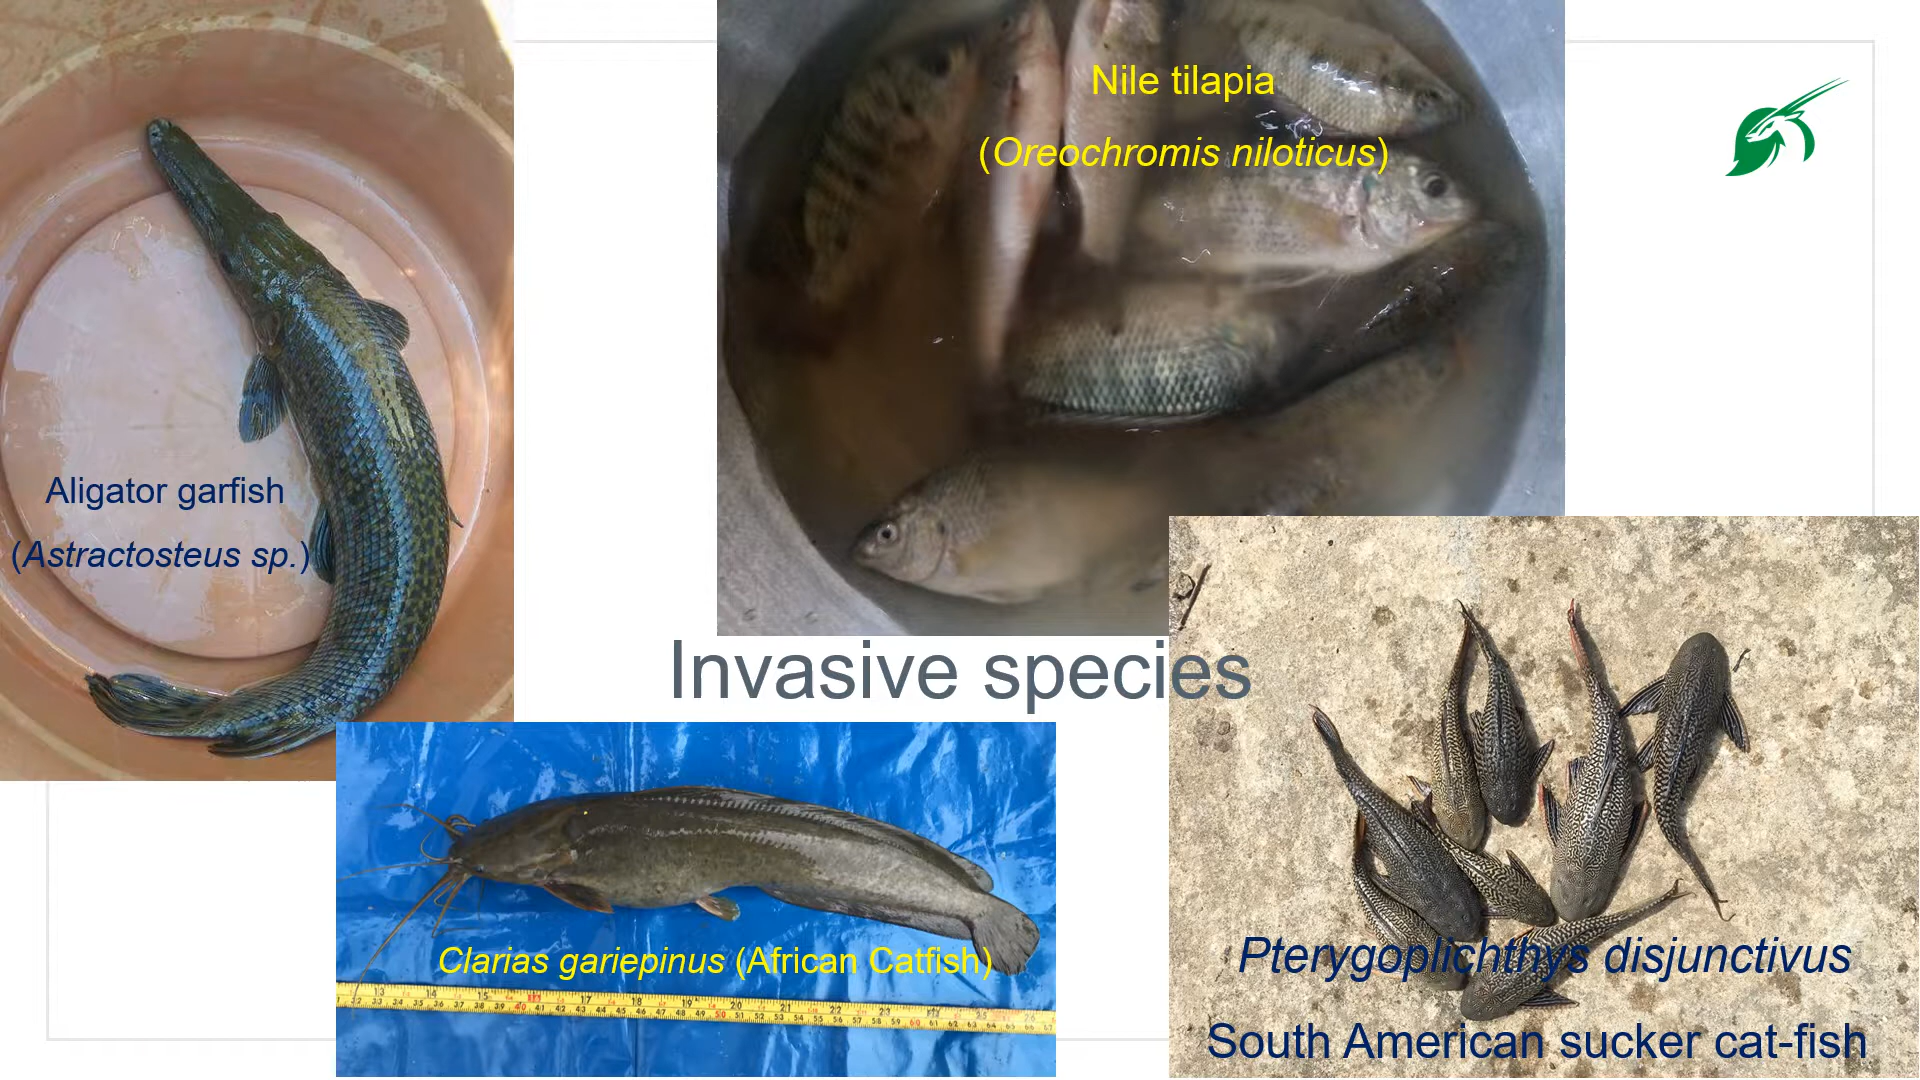 Nile tilapia
(Oreochromis niloticus)
Aligator garfish
(Astractosteus sp.)
Invasive species
Clarias gariepinus (African Catfish)
Pterygoplichthys disjunctivus
South American sucker cat-fish